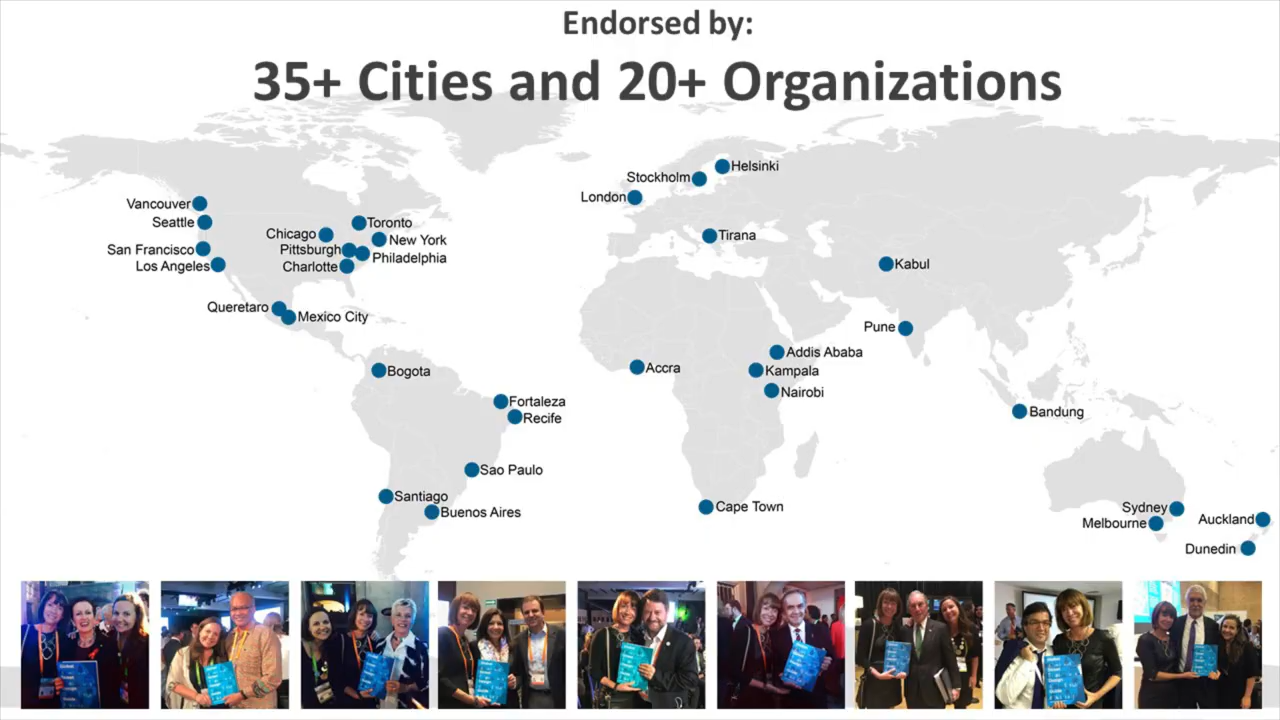 Endorsed by:
35+ Cities and 20+ Organizations
Helsinki
Stockholm
London
Vancouver
Seattle
Toronto
Chicago
New York
Tirana
San Francisco
Pittsburgh
Philadelphia
Los Angeles
Charlotte
Kabul
Queretaro
Mexico City
Pune
Addis Ababa
Accra
Kampala
Bogota
Nairobi
Fortaleza
Recife
Bandung
Sao Paulo
Santiago
Buenos Aires
Cape Town
Sydney
Melbourne
Auckland
Dunedin